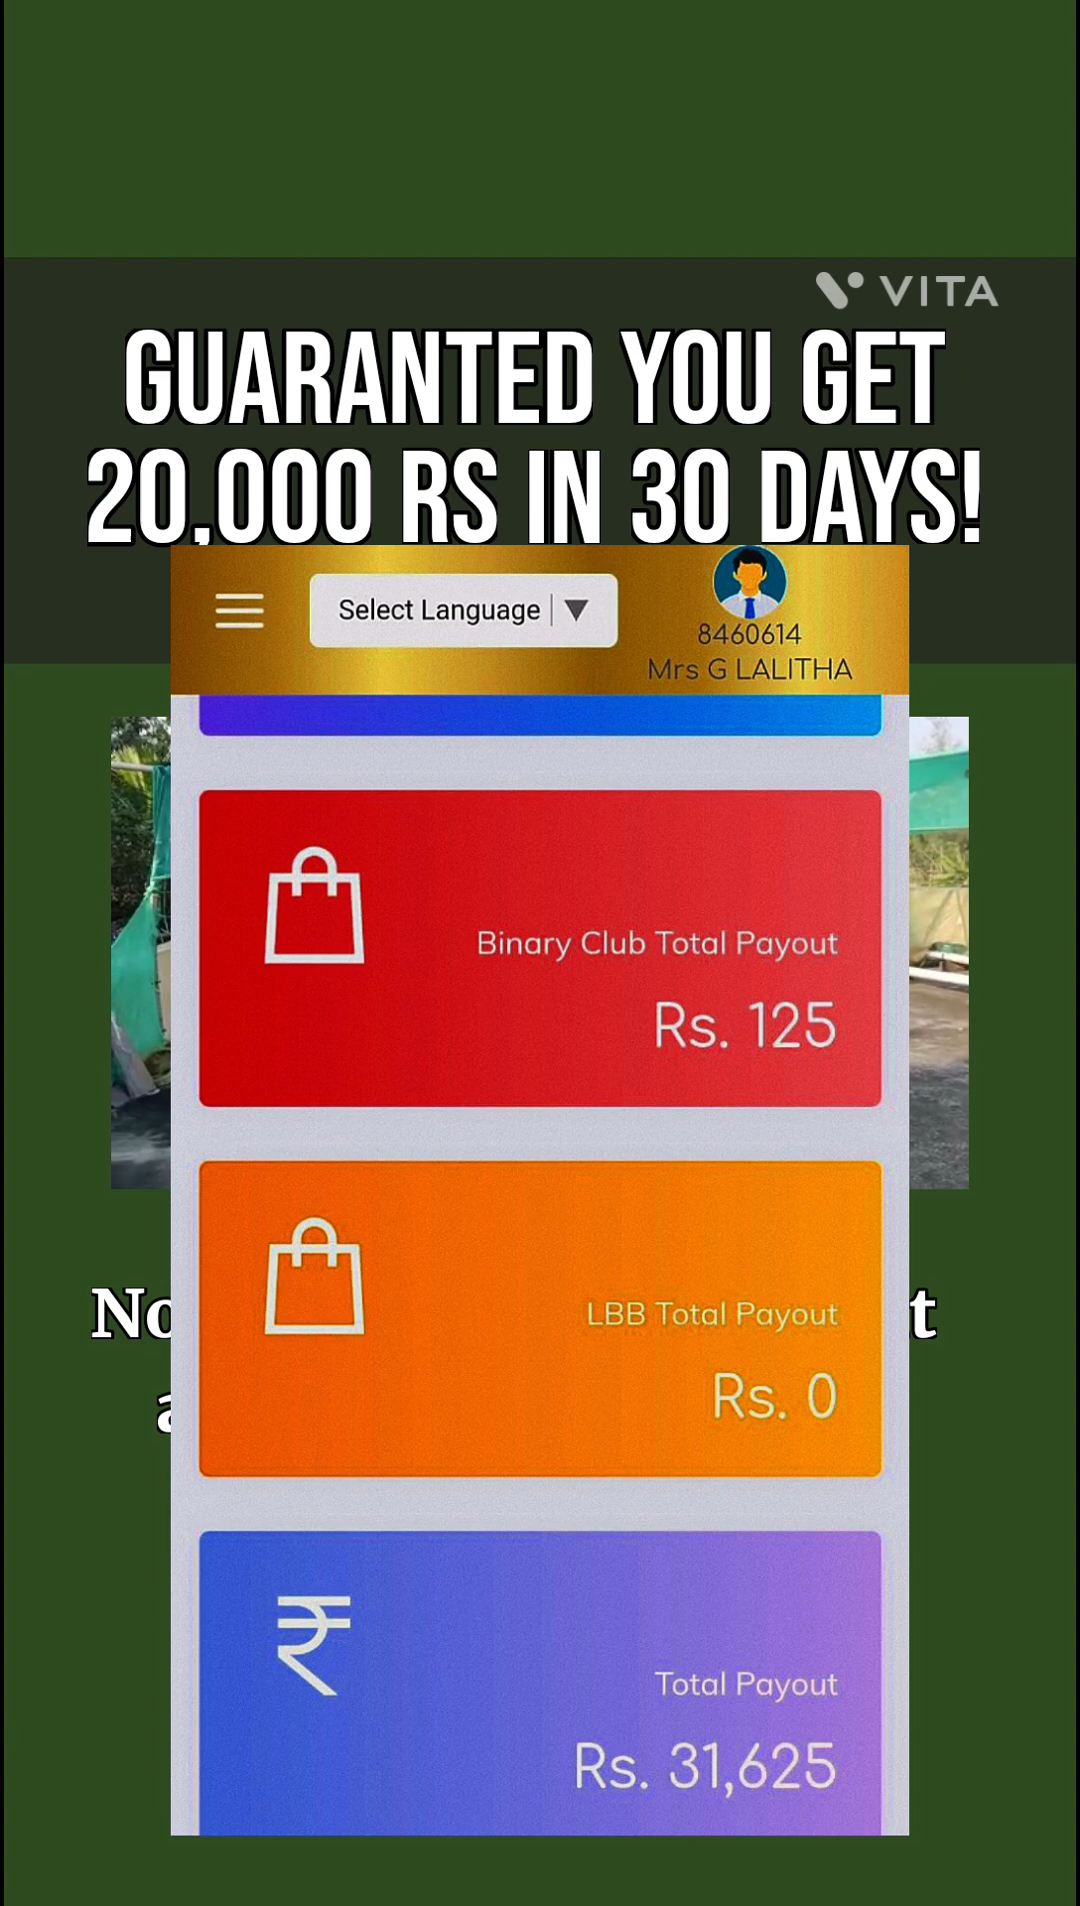 VITA
GUARANTED YOU GET
20,000 RS IN 30 DAYS!
Select Language
8460614
Mrs G LALITHA
Binary Club Total Payout
Rs. 125
LBB Total Payout
Rs. 0
₹
Total Payout
Rs. 31,625